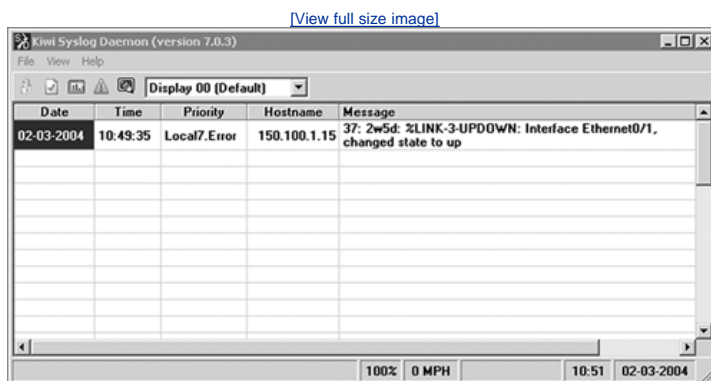 [View full size image]
Kiwi Syslog Daemon (version 7.0.3)
File View Help
Display 00 (Default)
Date Time Priority Hostname Message
02-03-2004 10:49:35 Local7.Error 150.100.1.15 37: 2w5d: %LINK-3-UPDOWN: Interface Ethernet0/1,
changed state to up
100% 0 MPH 10:51 02-03-2004